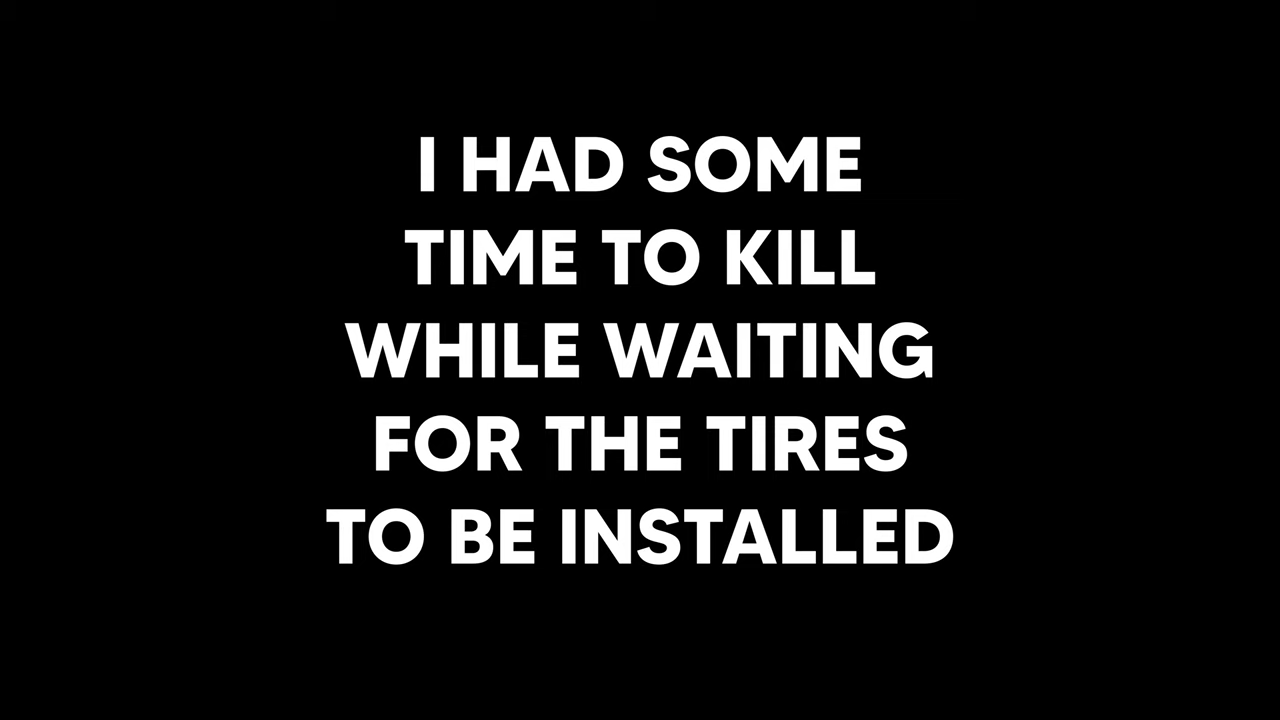 I HAD SOME
TIME TO KILL
WHILE WAITING
FOR THE TIRES
TO BE INSTALLED